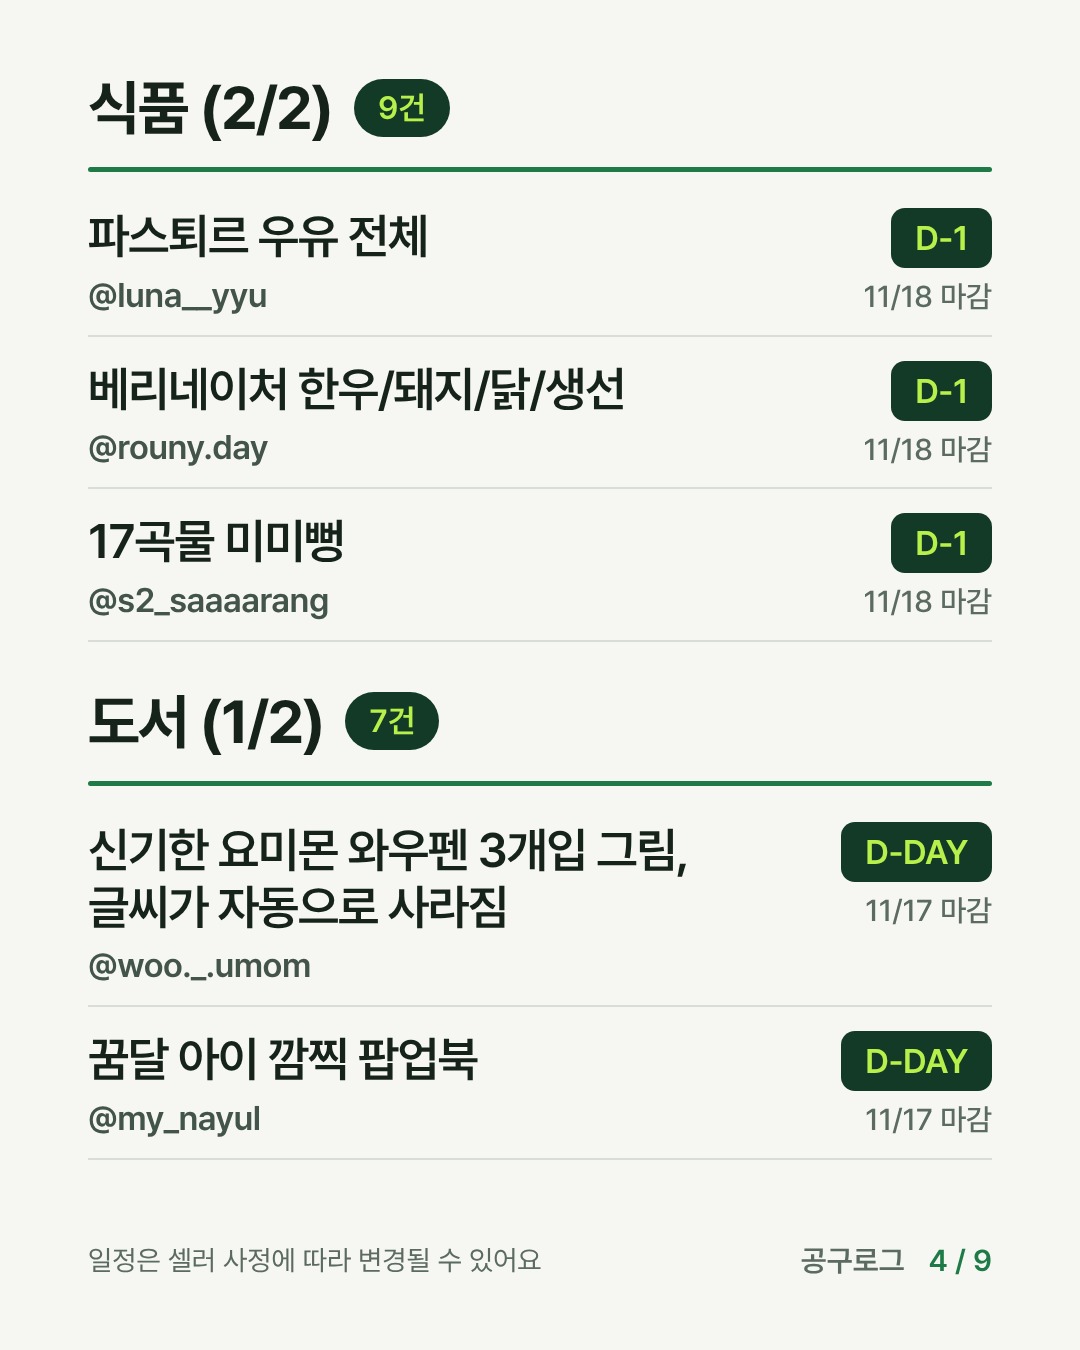 식품 (2/2) 9건
파스퇴르 우유 전체 D-1
@luna__yyu 11/18 마감
베리네이처 한우/돼지/닭/생선 D-1
@rouny.day 11/18 마감
17곡물 미미뻥 D-1
@s2_saaaarang 11/18 마감
도서 (1/2) 7건
신기한 요미몬 와우펜 3개입 그림, D-DAY
글씨가 자동으로 사라짐 11/17 마감
@woo._.umom
꿈달 아이 깜찍 팝업북 D-DAY
@my_nayul 11/17 마감
일정은 셀러 사정에 따라 변경될 수 있어요 공구로그 4 / 9